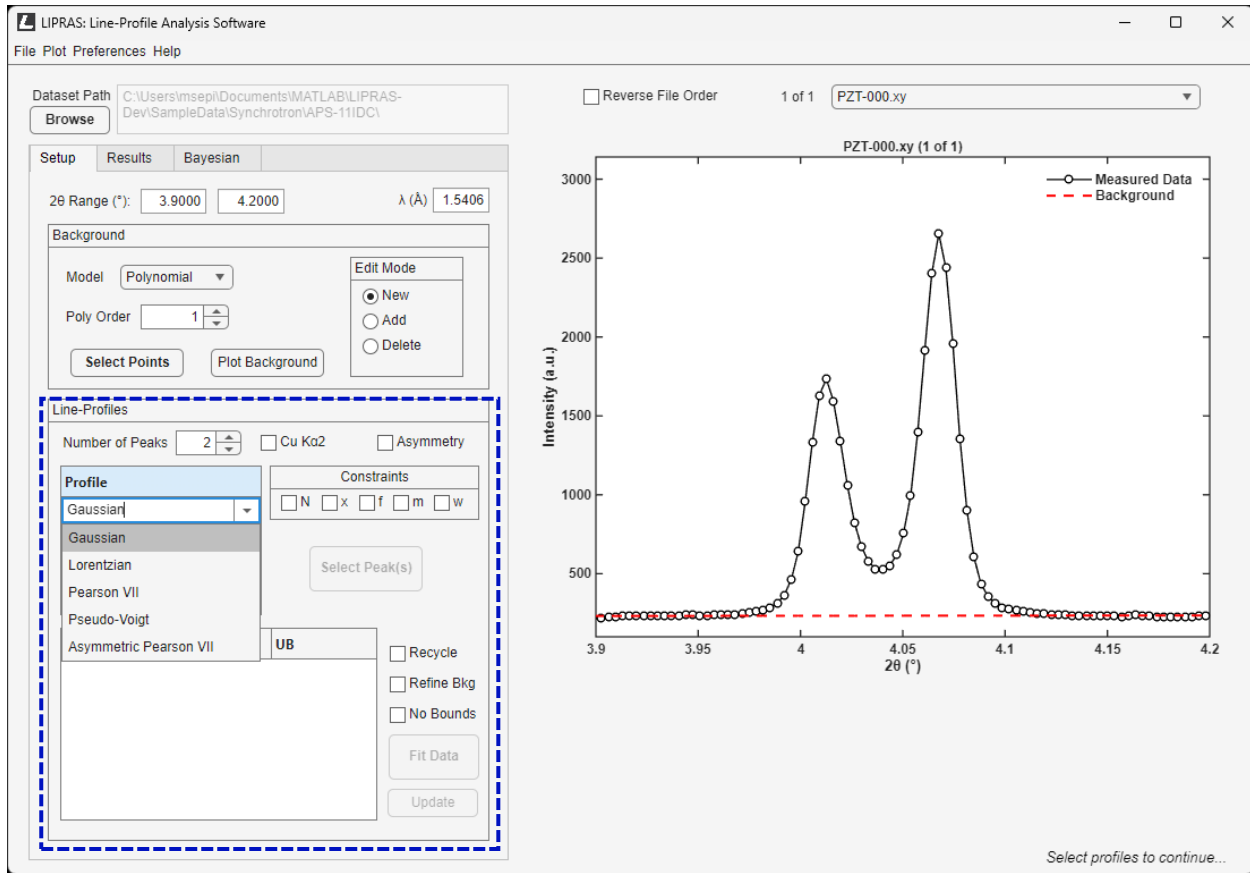 LIPRAS: Line-Profile Analysis Software
File Plot Preferences Help
Dataset Path
C:\Users\msepi\Documents\MATLAB\LIPRAS-
Dev\SampleData\Synchrotron\APS-11IDC\
Browse
Setup Results Bayesian
2θ Range (°): 3.9000 4.2000 λ (Å) 1.5406
Background
Model Polynomial
Poly Order 1
Edit Mode
New
Add
Delete
Select Points Plot Background
Line-Profiles
Number of Peaks 2 Cu Kα2 Asymmetry
Profile
Gaussian
Gaussian
Lorentzian
Pearson VII
Pseudo-Voigt
Asymmetric Pearson VII
Constraints
N x f m w
Select Peak(s)
UB
Recycle
Refine Bkg
No Bounds
Fit Data
Update
Reverse File Order 1 of 1 PZT-000.xy
PZT-000.xy (1 of 1)
Measured Data
Background
3000
2500
2000
1500
1000
500
Intensity (a.u.)
3.9 3.95 4 4.05 4.1 4.15 4.2
2θ (°)
Select profiles to continue...